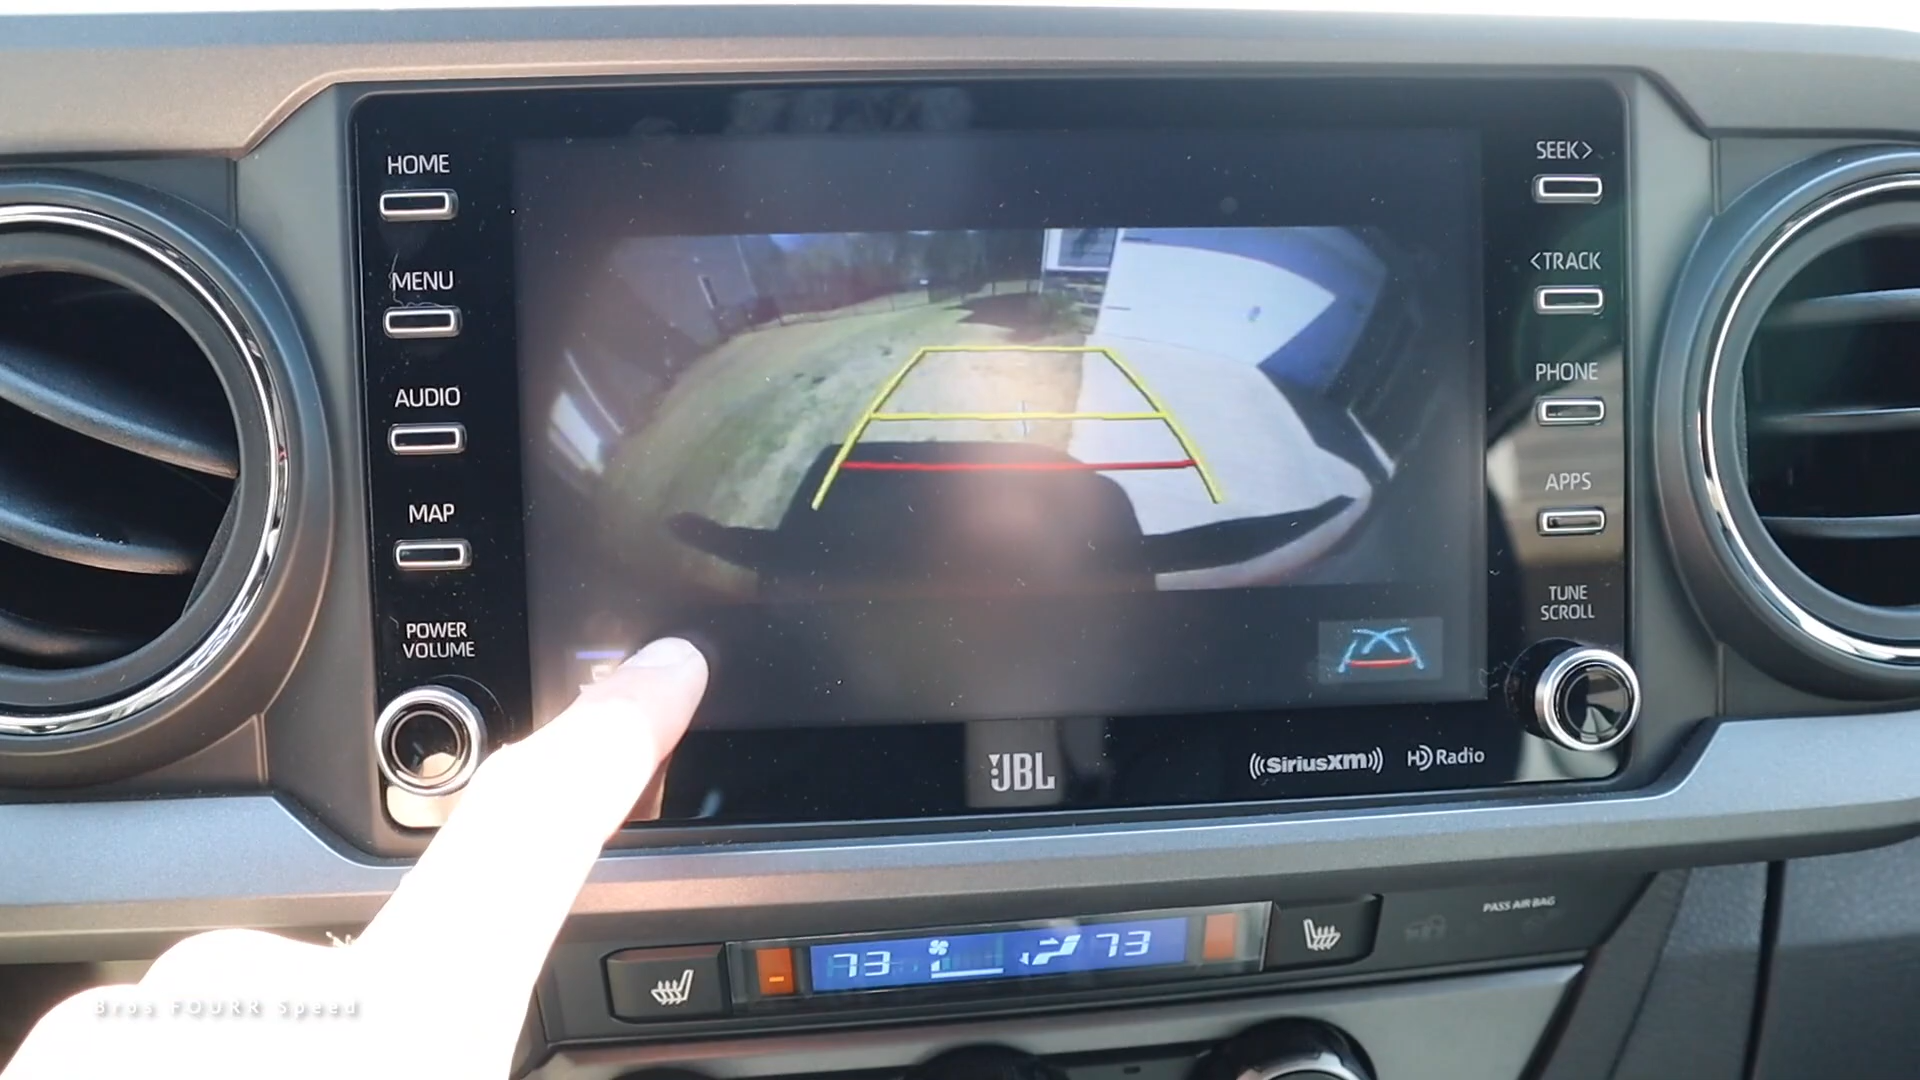 HOME
MENU
AUDIO
MAP
POWER
VOLUME
SEEK>
<TRACK
PHONE
APPS
TUNE
SCROLL
JBL
((SiriusXM))
HD Radio
PASS AIR BAG
73
73
Bros FOURR Speed